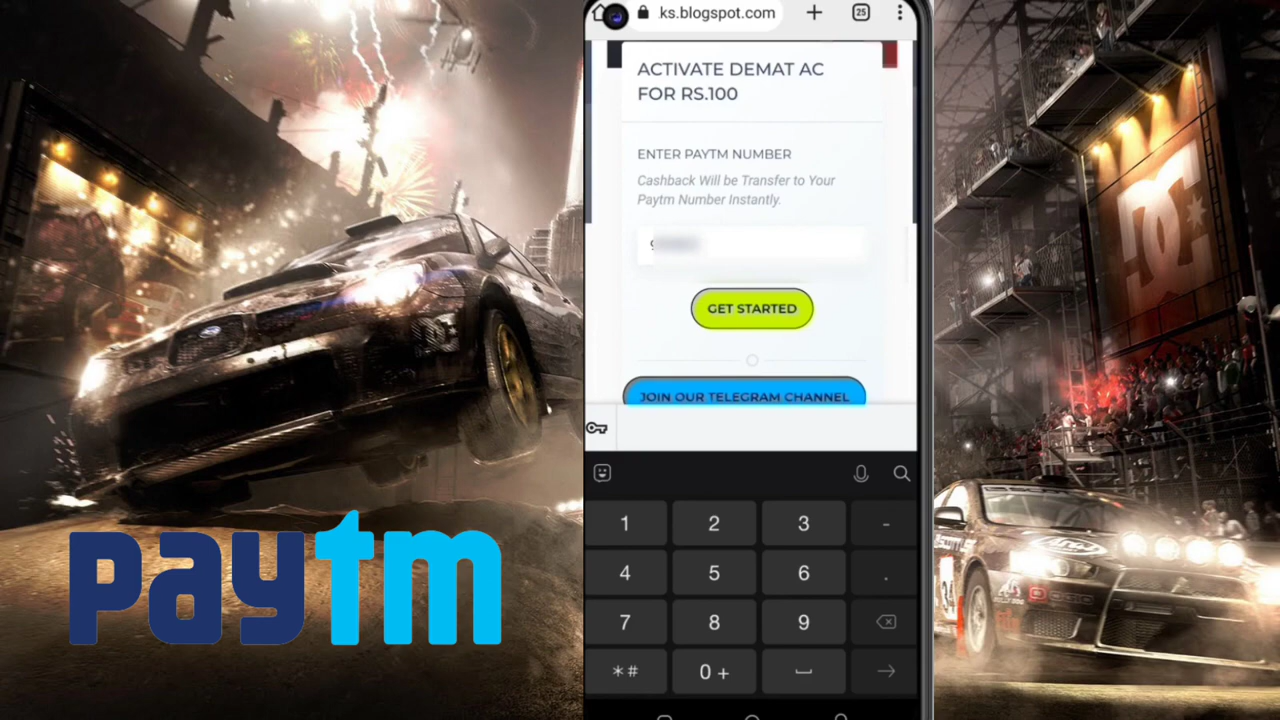 ks.blogspot.com
25
ACTIVATE DEMAT AC
FOR RS.100
ENTER PAYTM NUMBER
Cashback Will be Transfer to Your
Paytm Number Instantly.
GET STARTED
JOIN OUR TELEGRAM CHANNEL
1 2 3 -
4 5 6 .
7 8 9
*# 0 +
paytm
DC